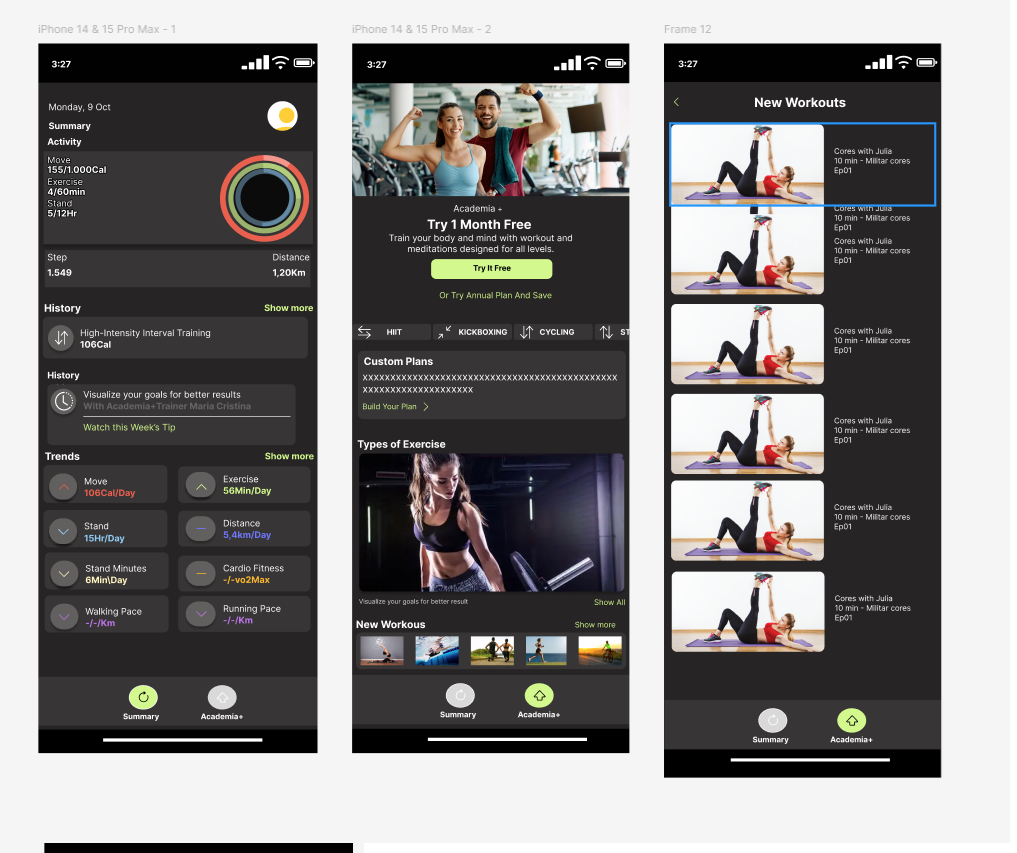 iPhone 14 & 15 Pro Max - 1
3:27
Monday, 9 Oct
Summary
Activity
Move
155/1.000Cal
Exercise
4/60min
Stand
5/12Hr
Step
Distance
1.549
1,20Km
History
Show more
High-Intensity Interval Training
106Cal
History
Visualize your goals for better results
With Academia+Trainer Maria Cristina
Watch this Week's Tip
Trends
Show more
Move
106Cal/Day
Exercise
56Min/Day
Stand
15Hr/Day
Distance
5,4km/Day
Stand Minutes
6Min\Day
Cardio Fitness
-/-vo2Max
Walking Pace
-/-/Km
Running Pace
-/-/Km
Summary
Academia+
iPhone 14 & 15 Pro Max - 2
3:27
Academia +
Try 1 Month Free
Train your body and mind with workout and
meditations designed for all levels.
Try It Free
Or Try Annual Plan And Save
HIIT
KICKBOXING
CYCLING
ST
Custom Plans
XXXXXXXXXXXXXXXXXXXXXXXXXXXXXXXXXXXXXXXXXXXXXX
XXXXXXXXXXXXXXXXXXXX
Build Your Plan
Types of Exercise
Visualize your goals for better result
Show All
New Workous
Show more
Summary
Academia+
Frame 12
3:27
New Workouts
Cores with Julia
10 min - Militar cores
Ep01
Cores with Julia
10 min - Militar cores
Ep01
Cores with Julia
10 min - Militar cores
Ep01
Cores with Julia
10 min - Militar cores
Ep01
Cores with Julia
10 min - Militar cores
Ep01
Cores with Julia
10 min - Militar cores
Ep01
Cores with Julia
10 min - Militar cores
Ep01
Summary
Academia+